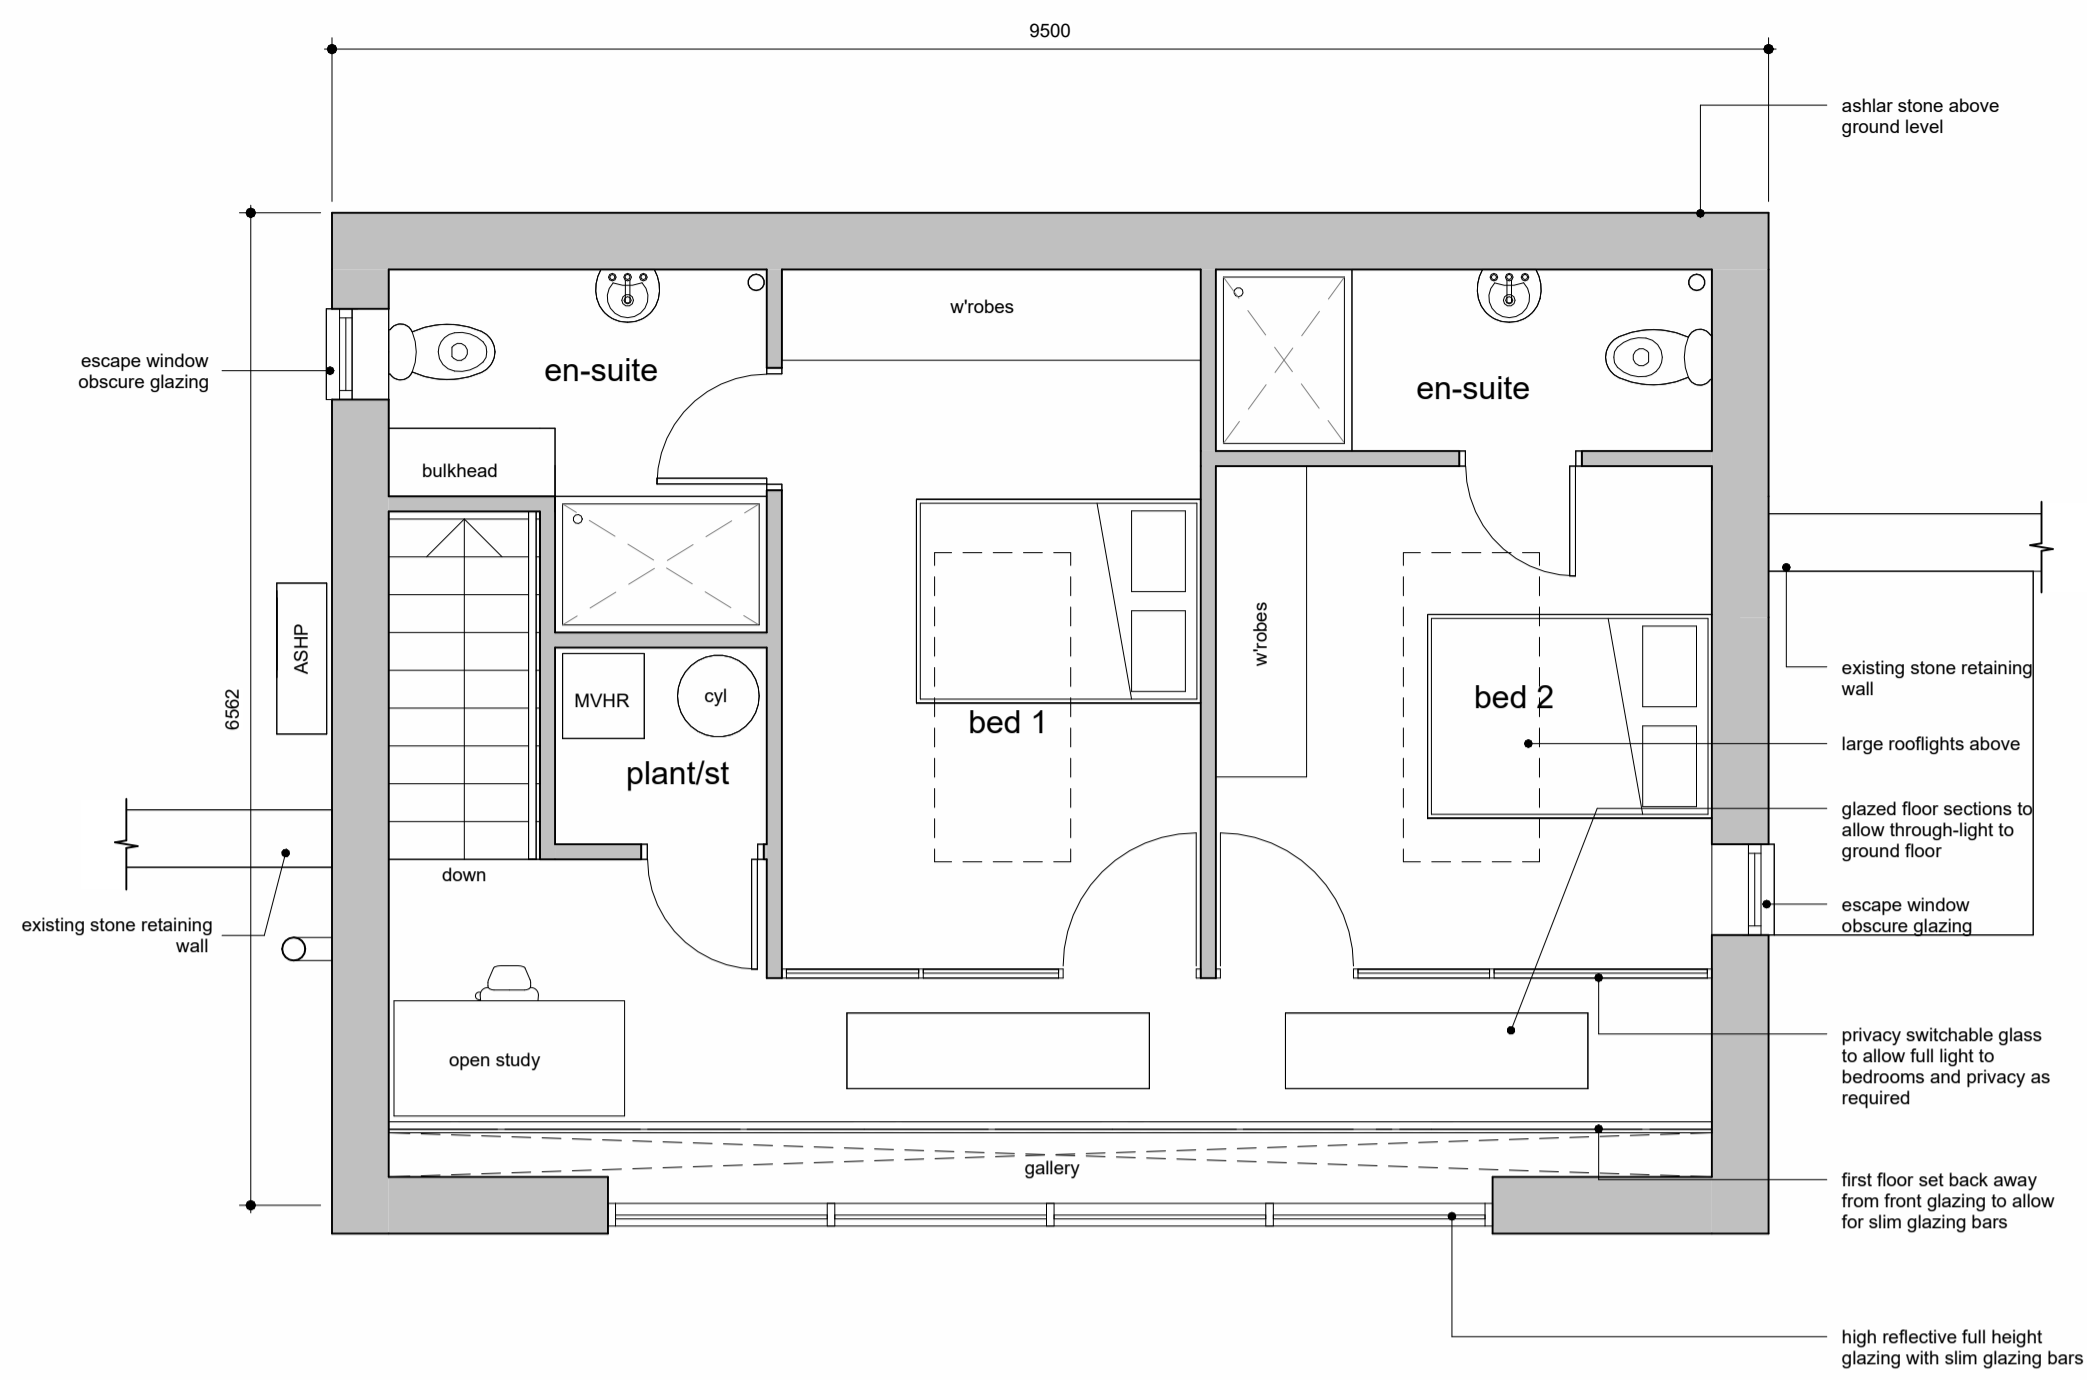 9500
ashlar stone above
ground level
w'robes
escape window
obscure glazing
en-suite
en-suite
bulkhead
ASHP
w'robes
MVHR
cyl
bed 1
bed 2
plant/st
6562
existing stone retaining
wall
large rooflights above
glazed floor sections to
allow through-light to
ground floor
down
existing stone retaining
wall
escape window
obscure glazing
open study
privacy switchable glass
to allow full light to
bedrooms and privacy as
required
gallery
first floor set back away
from front glazing to allow
for slim glazing bars
high reflective full height
glazing with slim glazing bars